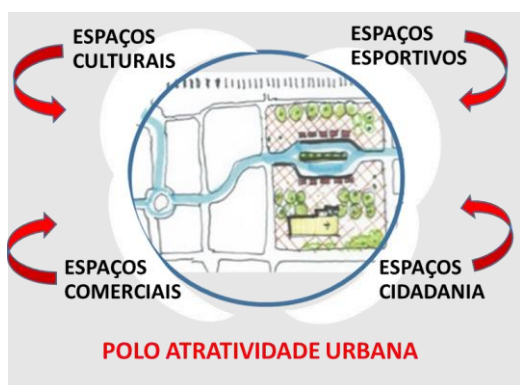 ESPAÇOS
CULTURAIS
ESPAÇOS
ESPORTIVOS
ESPAÇOS
COMERCIAIS
ESPAÇOS
CIDADANIA
POLO ATRATIVIDADE URBANA